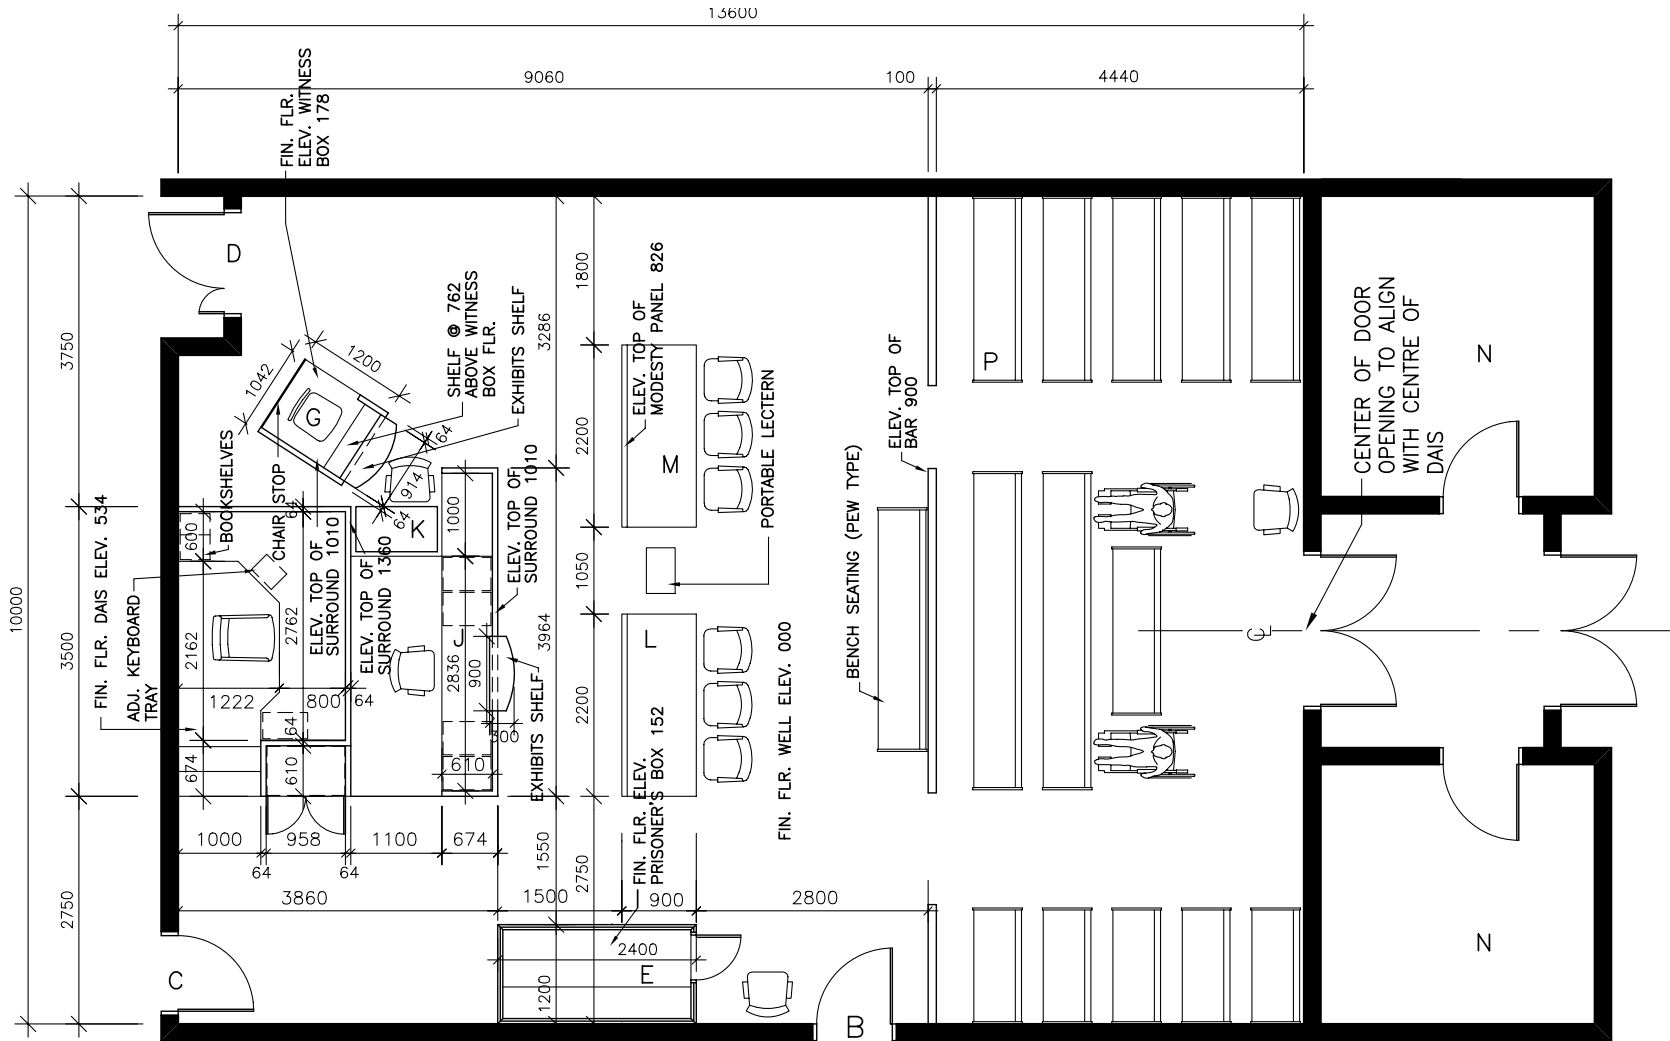 13600
9060
100
4440
FIN. FLR.
ELEV. WITNESS
BOX 178
10000
3750
3500
2750
D
1042
1200
G
SHELF @ 762
ABOVE WITNESS
BOX FLR.
EXHIBITS SHELF
64
914
64
K
3286
1800
2200
1050
2200
2750
ELEV. TOP OF
MODESTY PANEL 826
M
PORTABLE LECTERN
ELEV. TOP OF
BAR 900
BENCH SEATING (PEW TYPE)
P
N
CENTER OF DOOR
OPENING TO ALIGN
WITH CENTRE OF
DAIS
FIN. FLR. DAIS ELEV. 534
ADJ. KEYBOARD
TRAY
BOOKSHELVES
CHAIR STOP
64
600
ELEV. TOP OF
SURROUND 1010
ELEV. TOP OF
SURROUND 1360
ELEV. TOP OF
SURROUND 1010
1000
2162
2762
1222
800
64
64
674
610
J
2836
900
3964
300
610
EXHIBITS SHELF
L
FIN. FLR. WELL ELEV. 000
FIN. FLR. ELEV.
PRISONER'S BOX 152
CL
1000
958
1100
674
64
64
1550
3860
1500
900
2800
2400
1200
E
C
B
N